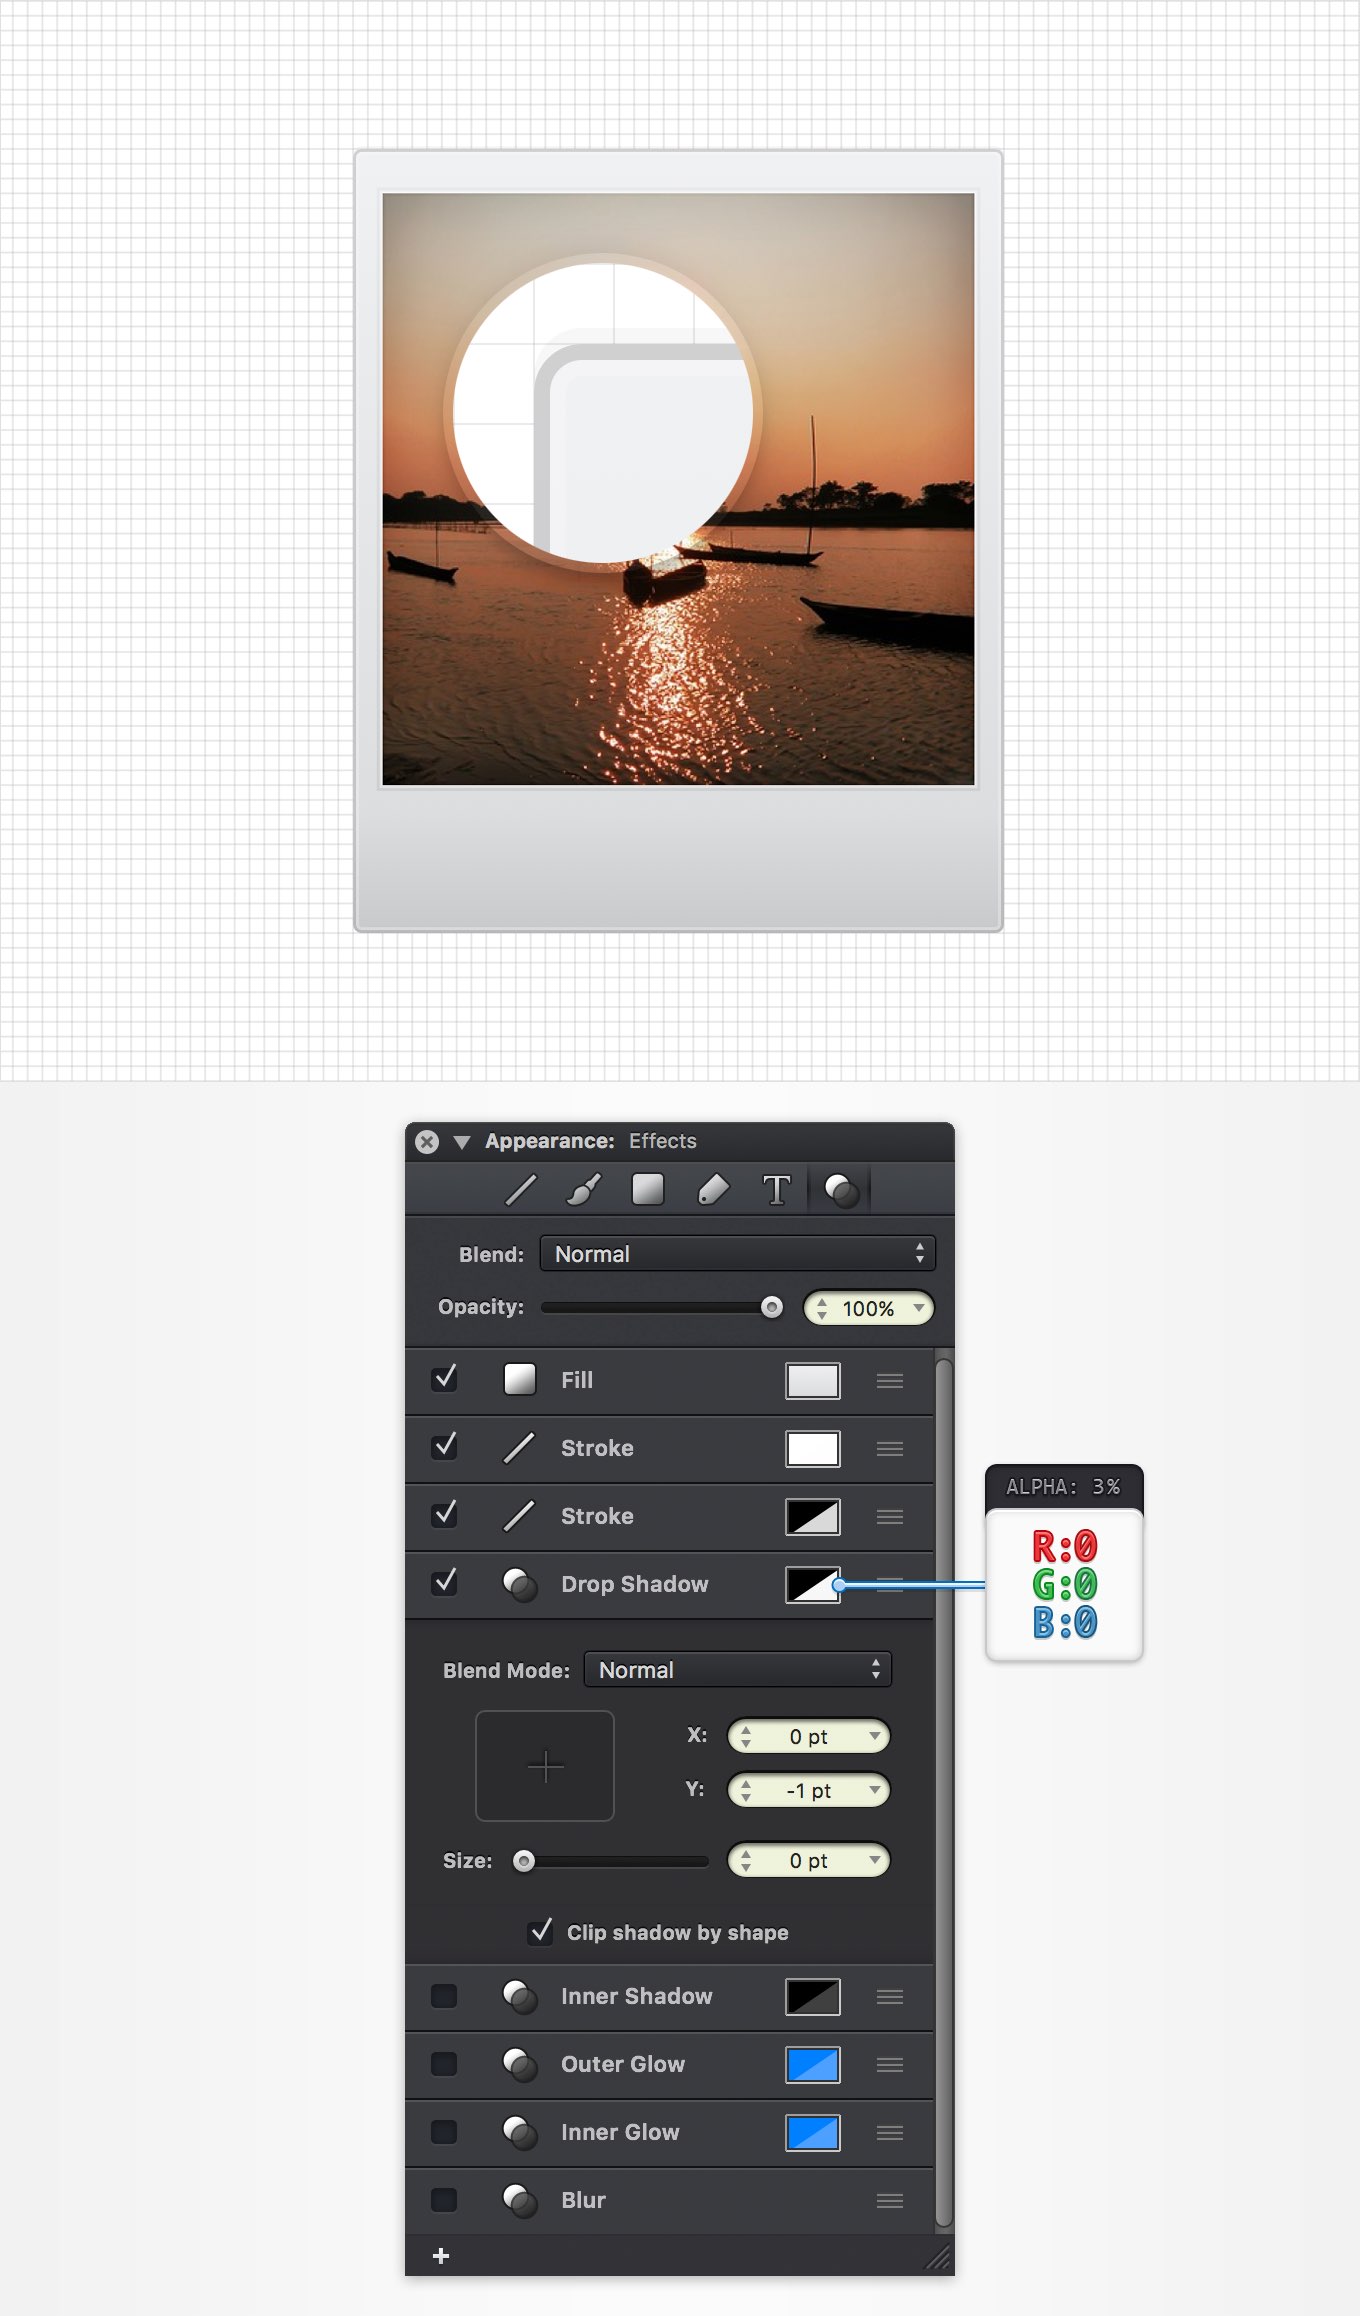 Appearance: Effects
T
Blend: Normal
Opacity: 100%
Fill
Stroke
Stroke
Drop Shadow
ALPHA: 3%
R:0
G:0
B:0
Blend Mode: Normal
X: 0 pt
Y: -1 pt
Size: 0 pt
Clip shadow by shape
Inner Shadow
Outer Glow
Inner Glow
Blur